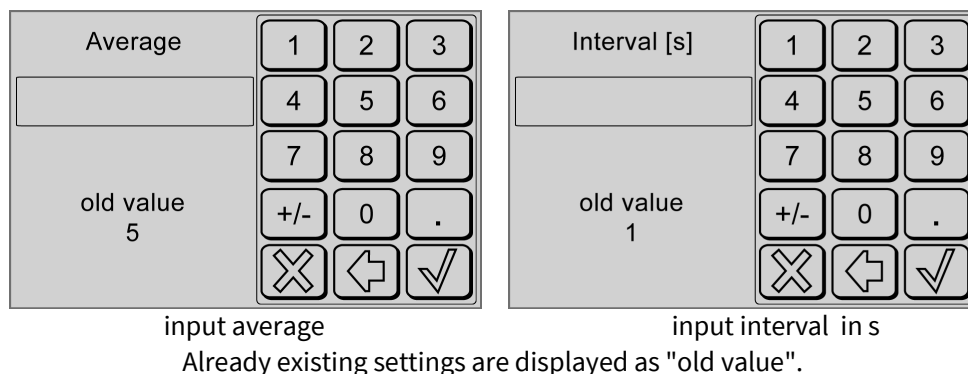 Average
1 2 3
4 5 6
7 8 9
old value
5
+/- 0 .
Interval [s]
1 2 3
4 5 6
7 8 9
old value
1
+/- 0 .
input average
input interval in s
Already existing settings are displayed as "old value".